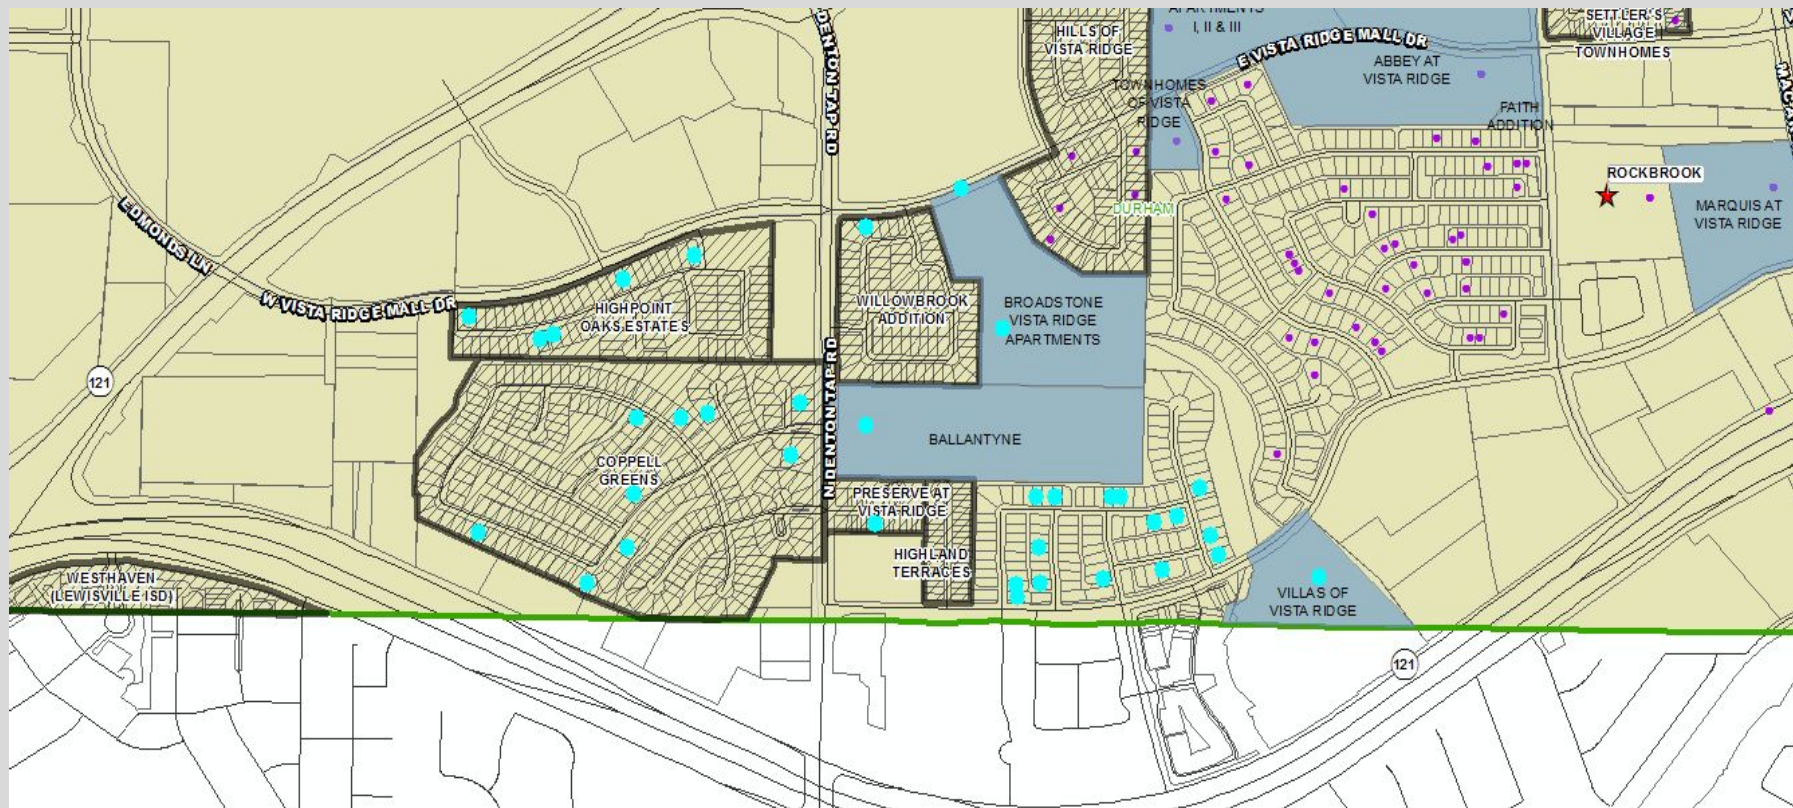 APARTMENTS
I, II & III
HILLS OF
VISTA RIDGE
SETTLER'S
VILLAGE
TOWNHOMES
E VISTA RIDGE MALL DR
ABBEY AT
VISTA RIDGE
DENTON TAP RD
TOWNHOMES
OF VISTA
RIDGE
FAITH
ADDITION
ROCKBROOK
MARQUIS AT
VISTA RIDGE
DURHAM
EDMONDS LN
W VISTA RIDGE MALL DR
HIGHPOINT
OAKS ESTATES
WILLOWBROOK
ADDITION
BROADSTONE
VISTA RIDGE
APARTMENTS
121
N DENTON TAP RD
BALLANTYNE
COPPELL
GREENS
PRESERVE AT
VISTA RIDGE
HIGHLAND
TERRACES
WESTHAVEN
(LEWISVILLE ISD)
VILLAS OF
VISTA RIDGE
121